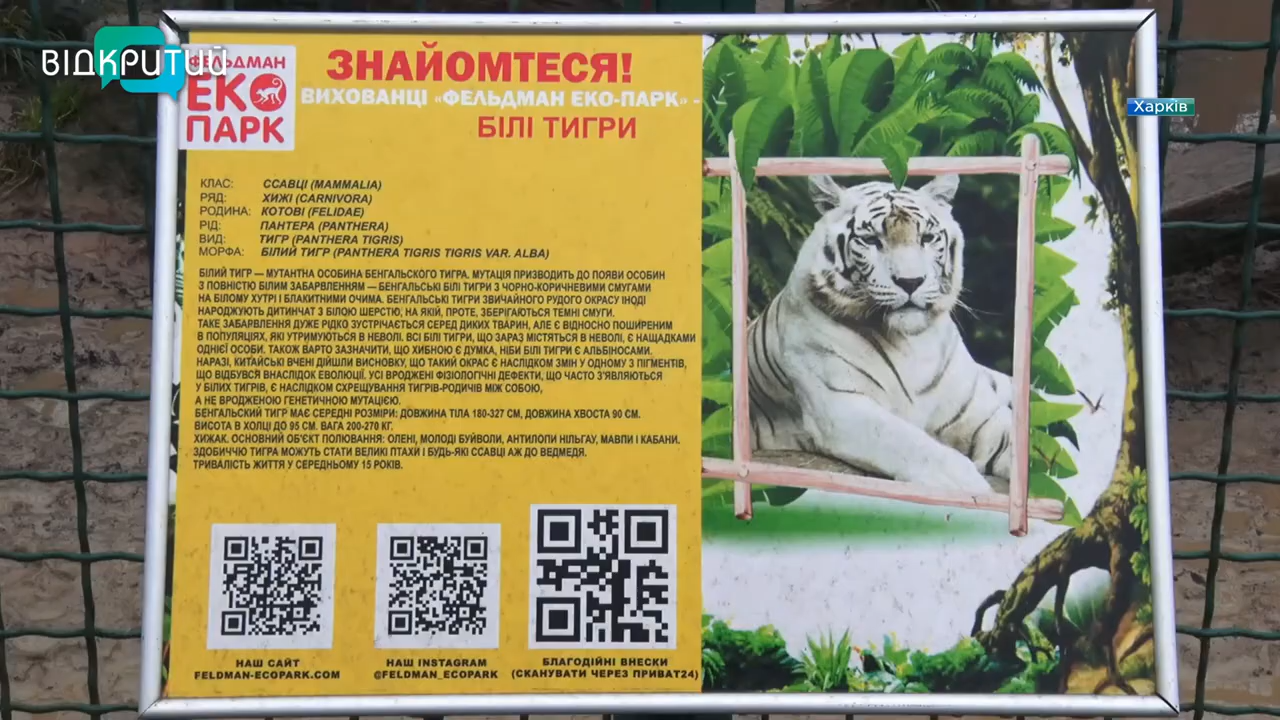 ВІДКРИТИЙ
Харків
ФЕЛЬДМАН
ЕКО
ПАРК
ЗНАЙОМТЕСЯ!
ВИХОВАНЦІ «ФЕЛЬДМАН ЕКО-ПАРК» -
БІЛІ ТИГРИ
КЛАС: ССАВЦІ (MAMMALIA)
РЯД: ХИЖІ (CARNIVORA)
РОДИНА: КОТОВІ (FELIDAE)
РІД: ПАНТЕРА (PANTHERA)
ВИД: ТИГР (PANTHERA TIGRIS)
МОРФА: БІЛИЙ ТИГР (PANTHERA TIGRIS TIGRIS VAR. ALBA)
БІЛИЙ ТИГР — МУТАНТНА ОСОБИНА БЕНГАЛЬСЬКОГО ТИГРА. МУТАЦІЯ ПРИЗВОДИТЬ ДО ПОЯВИ ОСОБИН
З ПОВНІСТЮ БІЛИМ ЗАБАРВЛЕННЯМ — БЕНГАЛЬСЬКІ БІЛІ ТИГРИ З ЧОРНО-КОРИЧНЕВИМИ СМУГАМИ
НА БІЛОМУ ХУТРІ І БЛАКИТНИМИ ОЧИМА. БЕНГАЛЬСЬКІ ТИГРИ ЗВИЧАЙНОГО РУДОГО ОКРАСУ ІНОДІ
НАРОДЖУЮТЬ ДИТИНЧАТ З БІЛОЮ ШЕРСТЮ, НА ЯКІЙ, ПРОТЕ, ЗБЕРІГАЮТЬСЯ ТЕМНІ СМУГИ.
ТАКЕ ЗАБАРВЛЕННЯ ДУЖЕ РІДКО ЗУСТРІЧАЄТЬСЯ СЕРЕД ДИКИХ ТВАРИН, АЛЕ Є ВІДНОСНО ПОШИРЕНИМ
В ПОПУЛЯЦІЯХ, ЯКІ УТРИМУЮТЬСЯ В НЕВОЛІ. ВСІ БІЛІ ТИГРИ, ЩО ЗАРАЗ МІСТЯТЬСЯ В НЕВОЛІ, Є НАЩАДКАМИ
ОДНІЄЇ ОСОБИ. ТАКОЖ ВАРТО ЗАЗНАЧИТИ, ЩО ХИБНОЮ Є ДУМКА, НІБИ БІЛІ ТИГРИ Є АЛЬБІНОСАМИ.
НАРАЗІ, КИТАЙСЬКІ ВЧЕНІ ДІЙШЛИ ВИСНОВКУ, ЩО ТАКИЙ ОКРАС Є НАСЛІДКОМ ЗМІН У ОДНОМУ З ПІГМЕНТІВ,
ЩО ВІДБУВСЯ ВНАСЛІДОК ЕВОЛЮЦІЇ. УСІ ВРОДЖЕНІ ФІЗІОЛОГІЧНІ ДЕФЕКТИ, ЩО ЧАСТО З'ЯВЛЯЮТЬСЯ
У БІЛИХ ТИГРІВ, Є НАСЛІДКОМ СХРЕЩУВАННЯ ТИГРІВ-РОДИЧІВ МІЖ СОБОЮ,
А НЕ ВРОДЖЕНОЮ ГЕНЕТИЧНОЮ МУТАЦІЄЮ.
БЕНГАЛЬСКИЙ ТИГР МАЄ СЕРЕДНІ РОЗМІРИ: ДОВЖИНА ТІЛА 180-327 СМ, ДОВЖИНА ХВОСТА 90 СМ.
ВИСОТА В ХОЛЦІ ДО 95 СМ. ВАГА 200-270 КГ.
ХИЖАК. ОСНОВНИЙ ОБ'ЄКТ ПОЛЮВАННЯ: ОЛЕНІ, МОЛОДІ БУЙВОЛИ, АНТИЛОПИ НІЛЬГАУ, МАВПИ І КАБАНИ.
ЗДОБИЧЧЮ ТИГРА МОЖУТЬ СТАТИ ВЕЛИКІ ПТАХИ І БУДЬ-ЯКІ ССАВЦІ АЖ ДО ВЕДМЕДЯ.
ТРИВАЛІСТЬ ЖИТТЯ У СЕРЕДНЬОМУ 15 РОКІВ.
НАШ САЙТ
FELDMAN-ECOPARK.COM
НАШ INSTAGRAM
@FELDMAN_ECOPARK
БЛАГОДІЙНІ ВНЕСКИ
(СКАНУВАТИ ЧЕРЕЗ ПРИВАТ24)